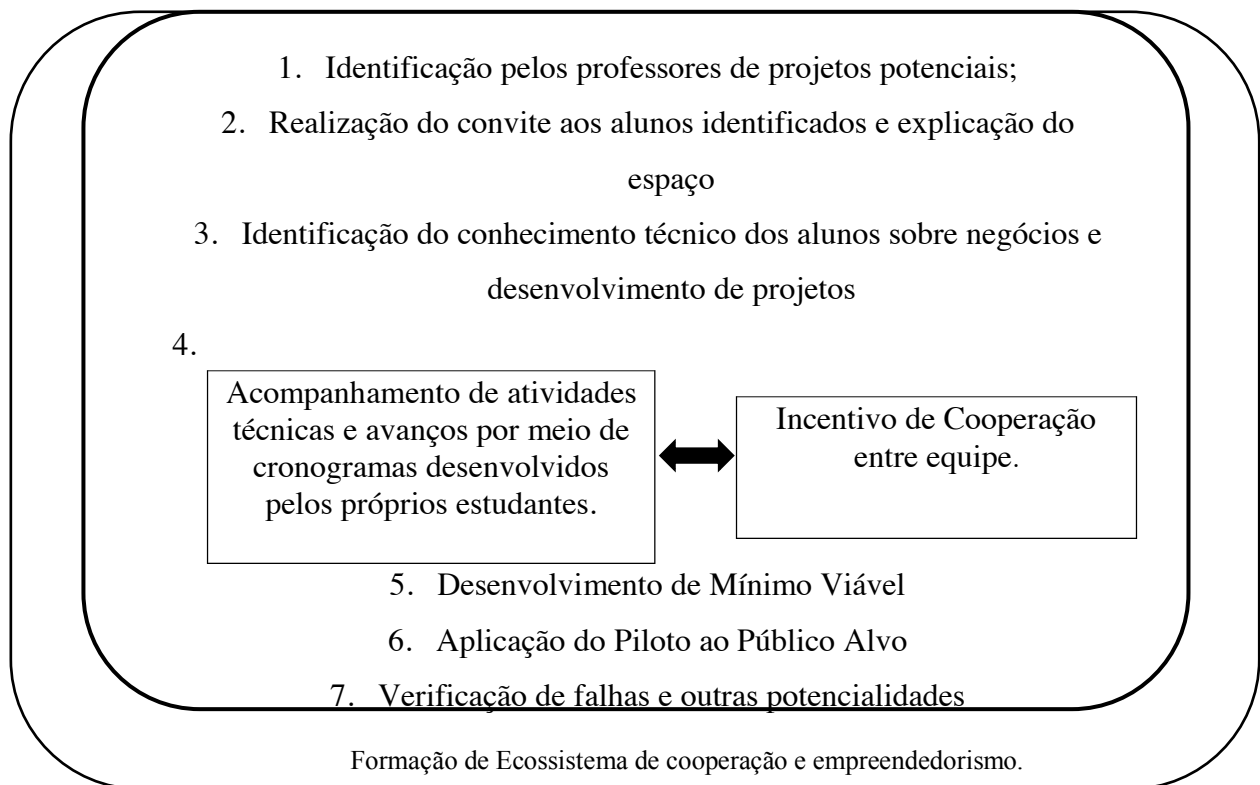 1. Identificação pelos professores de projetos potenciais;
2. Realização do convite aos alunos identificados e explicação do
espaço
3. Identificação do conhecimento técnico dos alunos sobre negócios e
desenvolvimento de projetos
4.
Acompanhamento de atividades
técnicas e avanços por meio de
cronogramas desenvolvidos
pelos próprios estudantes.
Incentivo de Cooperação
entre equipe.
5. Desenvolvimento de Mínimo Viável
6. Aplicação do Piloto ao Público Alvo
7. Verificação de falhas e outras potencialidades
Formação de Ecossistema de cooperação e empreendedorismo.